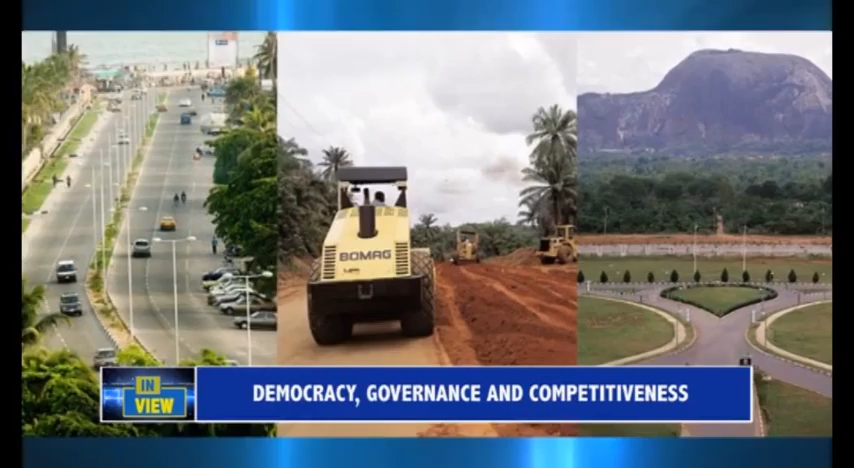 BOMAG
IN
VIEW
DEMOCRACY, GOVERNANCE AND COMPETITIVENESS